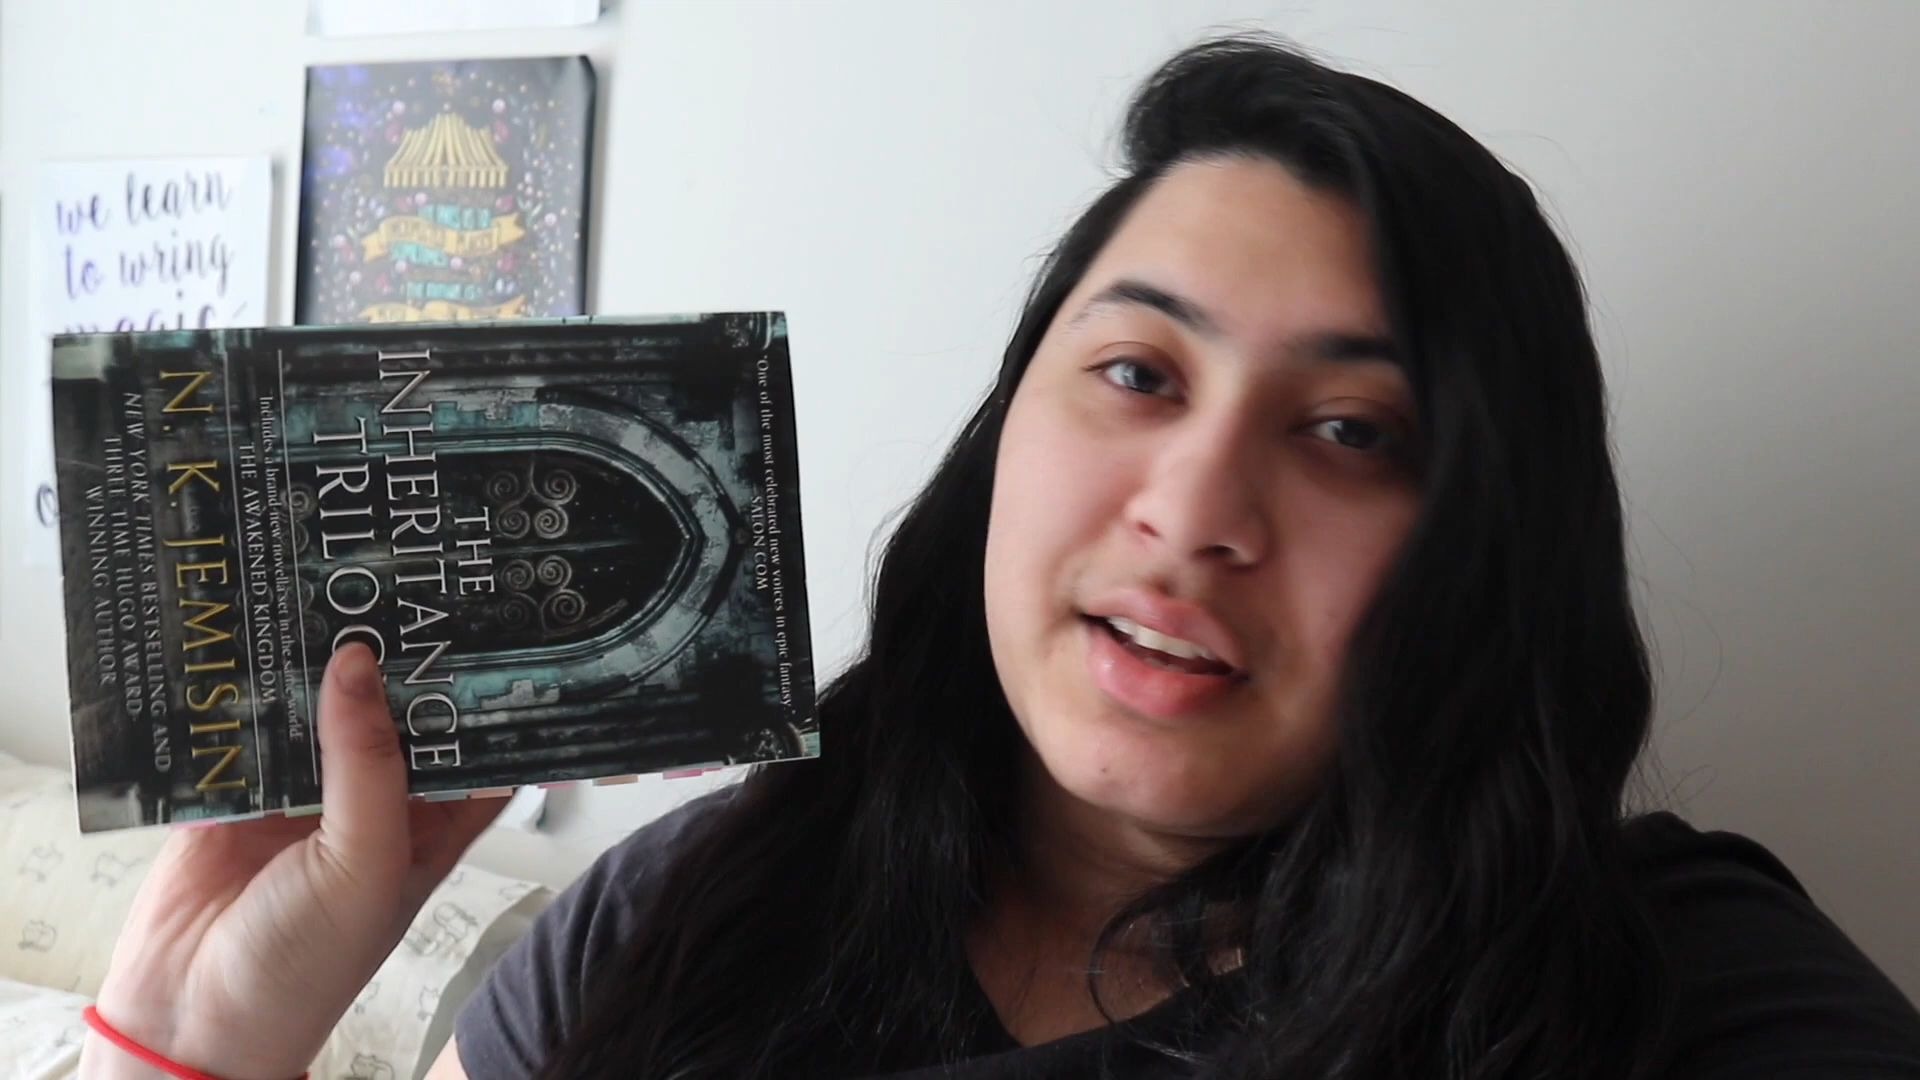 we learn
to wring
magic
"One of the most celebrated new voices in epic fantasy."
SALON.COM
THE
INHERITANCE
TRILOG
Includes a brand new novella set in the same world:
THE AWAKENED KINGDOM
N. K. JEMISIN
NEW YORK TIMES BESTSELLING AND
THREE TIME HUGO AWARD-
WINNING AUTHOR